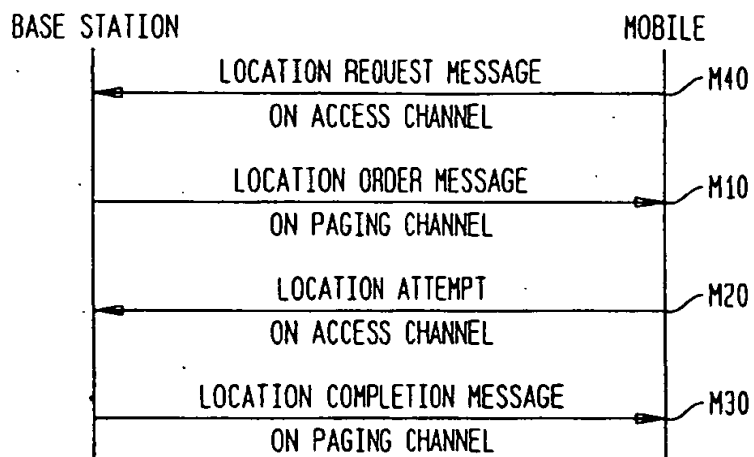 BASE STATION MOBILE
LOCATION REQUEST MESSAGE M40
ON ACCESS CHANNEL
LOCATION ORDER MESSAGE M10
ON PAGING CHANNEL
LOCATION ATTEMPT M20
ON ACCESS CHANNEL
LOCATION COMPLETION MESSAGE M30
ON PAGING CHANNEL